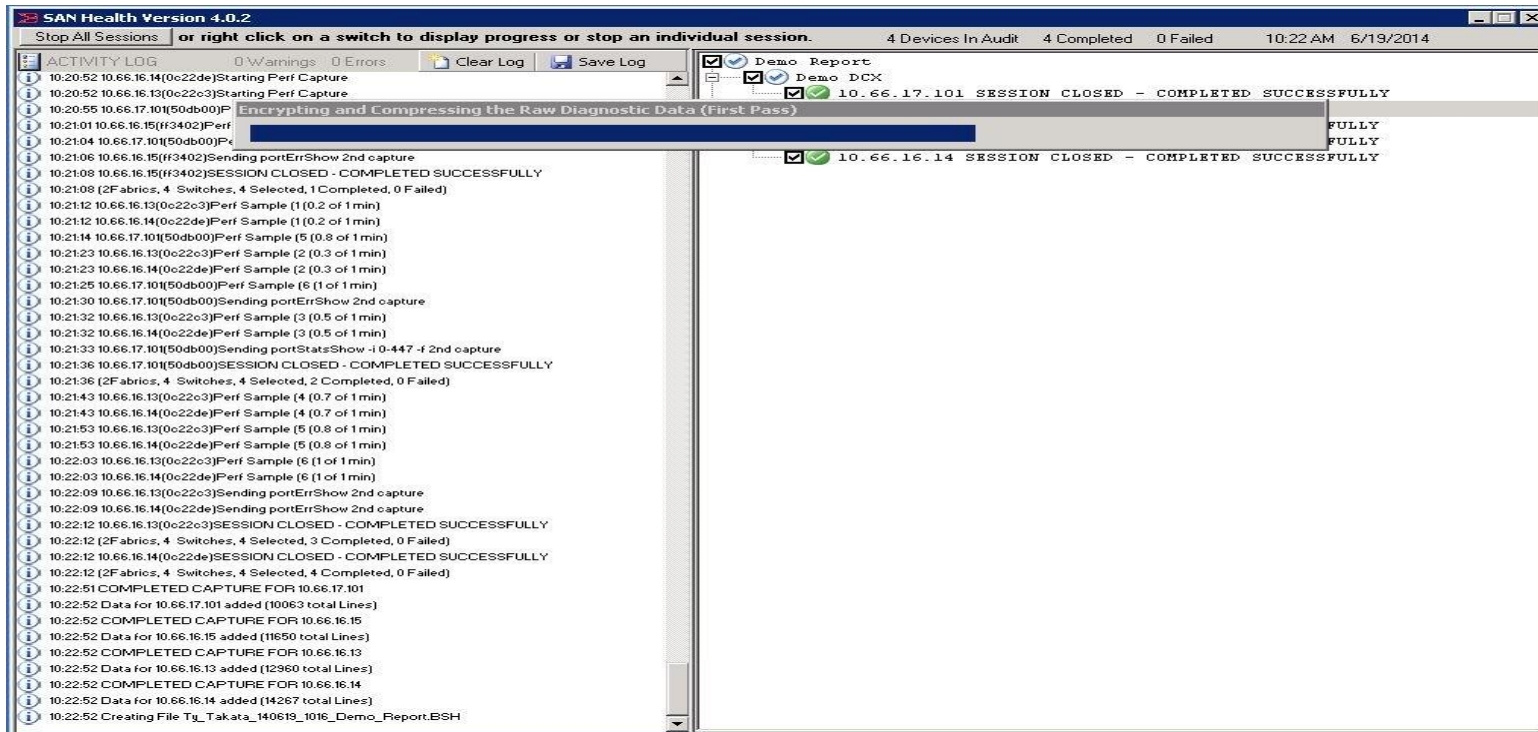 SAN Health Version 4.0.2
Stop All Sessions or right click on a switch to display progress or stop an individual session. 4 Devices In Audit 4 Completed 0 Failed 10:22 AM 6/19/2014
ACTIVITY LOG 0 Warnings 0 Errors Clear Log Save Log
10:20:52 10.66.16.14(0c22de)Starting Perf Capture
10:20:52 10.66.16.13(0c22c3)Starting Perf Capture
10:20:55 10.66.17.101(50db00)P
10:21:01 10.66.16.15(ff3402)Perf
10:21:04 10.66.17.101(50db00)Pe
10:21:06 10.66.16.15(ff3402)Sending portErrShow 2nd capture
10:21:08 10.66.16.15(ff3402)SESSION CLOSED - COMPLETED SUCCESSFULLY
10:21:08 (2Fabrics, 4 Switches, 4 Selected, 1 Completed, 0 Failed)
10:21:12 10.66.16.13(0c22c3)Perf Sample (1 (0.2 of 1 min)
10:21:12 10.66.16.14(0c22de)Perf Sample (1 (0.2 of 1 min)
10:21:14 10.66.17.101(50db00)Perf Sample (5 (0.8 of 1 min)
10:21:23 10.66.16.13(0c22c3)Perf Sample (2 (0.3 of 1 min)
10:21:23 10.66.16.14(0c22de)Perf Sample (2 (0.3 of 1 min)
10:21:25 10.66.17.101(50db00)Perf Sample (6 (1 of 1 min)
10:21:30 10.66.17.101(50db00)Sending portErrShow 2nd capture
10:21:32 10.66.16.13(0c22c3)Perf Sample (3 (0.5 of 1 min)
10:21:32 10.66.16.14(0c22de)Perf Sample (3 (0.5 of 1 min)
10:21:33 10.66.17.101(50db00)Sending portStatsShow -i 0-447 -f 2nd capture
10:21:36 10.66.17.101(50db00)SESSION CLOSED - COMPLETED SUCCESSFULLY
10:21:36 (2Fabrics, 4 Switches, 4 Selected, 2 Completed, 0 Failed)
10:21:43 10.66.16.13(0c22c3)Perf Sample (4 (0.7 of 1 min)
10:21:43 10.66.16.14(0c22de)Perf Sample (4 (0.7 of 1 min)
10:21:53 10.66.16.13(0c22c3)Perf Sample (5 (0.8 of 1 min)
10:21:53 10.66.16.14(0c22de)Perf Sample (5 (0.8 of 1 min)
10:22:03 10.66.16.13(0c22c3)Perf Sample (6 (1 of 1 min)
10:22:03 10.66.16.14(0c22de)Perf Sample (6 (1 of 1 min)
10:22:09 10.66.16.13(0c22c3)Sending portErrShow 2nd capture
10:22:09 10.66.16.14(0c22de)Sending portErrShow 2nd capture
10:22:12 10.66.16.13(0c22c3)SESSION CLOSED - COMPLETED SUCCESSFULLY
10:22:12 (2Fabrics, 4 Switches, 4 Selected, 3 Completed, 0 Failed)
10:22:12 10.66.16.14(0c22de)SESSION CLOSED - COMPLETED SUCCESSFULLY
10:22:12 (2Fabrics, 4 Switches, 4 Selected, 4 Completed, 0 Failed)
10:22:51 COMPLETED CAPTURE FOR 10.66.17.101
10:22:52 Data for 10.66.17.101 added (10063 total Lines)
10:22:52 COMPLETED CAPTURE FOR 10.66.16.15
10:22:52 Data for 10.66.16.15 added (11650 total Lines)
10:22:52 COMPLETED CAPTURE FOR 10.66.16.13
10:22:52 Data for 10.66.16.13 added (12960 total Lines)
10:22:52 COMPLETED CAPTURE FOR 10.66.16.14
10:22:52 Data for 10.66.16.14 added (14267 total Lines)
10:22:52 Creating File Ty_Takata_140619_1016_Demo_Report.BSH
Encrypting and Compressing the Raw Diagnostic Data (First Pass)
Demo Report
Demo DCX
10.66.17.101 SESSION CLOSED - COMPLETED SUCCESSFULLY
FULLY
FULLY
10.66.16.14 SESSION CLOSED - COMPLETED SUCCESSFULLY